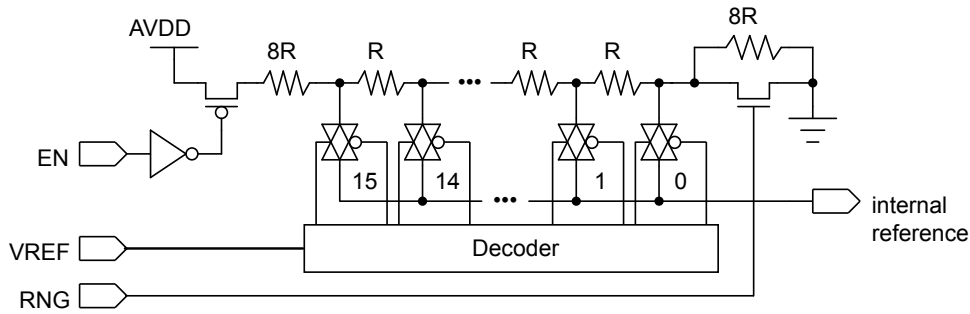 AVDD
8R
R
R
R
8R
EN
15
14
1
0
internal
reference
VREF
Decoder
RNG